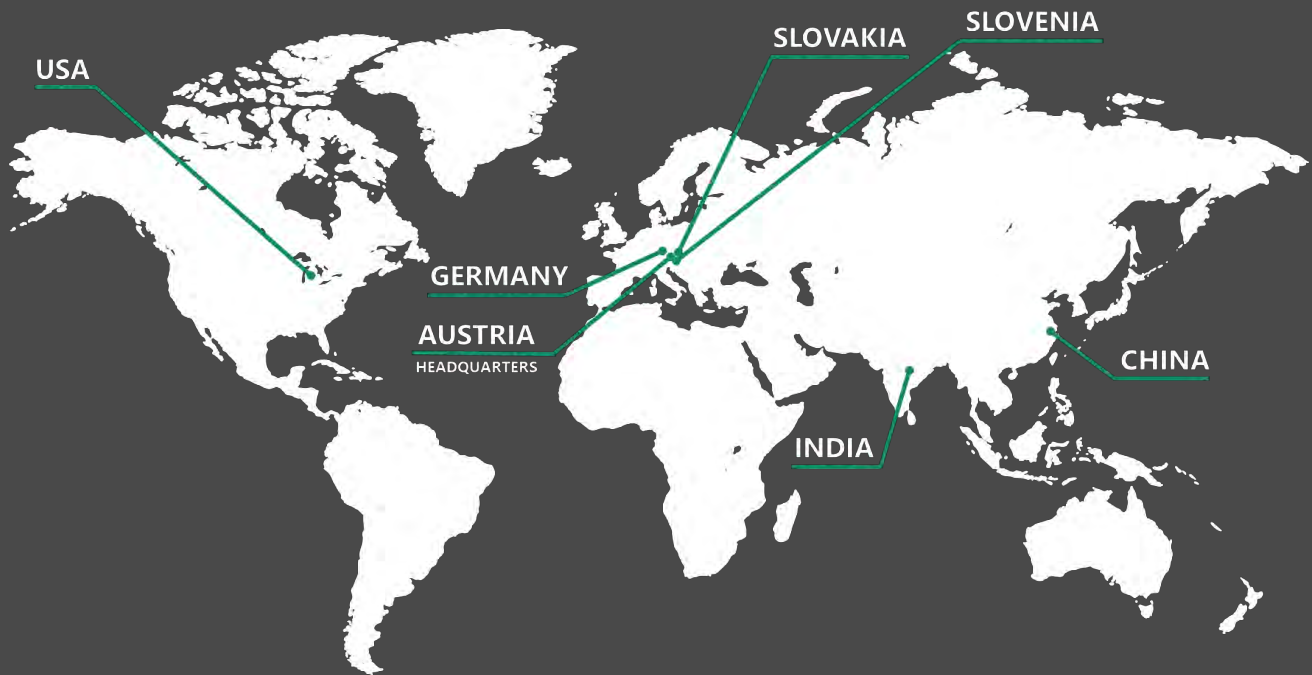 SLOVENIA
SLOVAKIA
USA
GERMANY
AUSTRIA
HEADQUARTERS
CHINA
INDIA